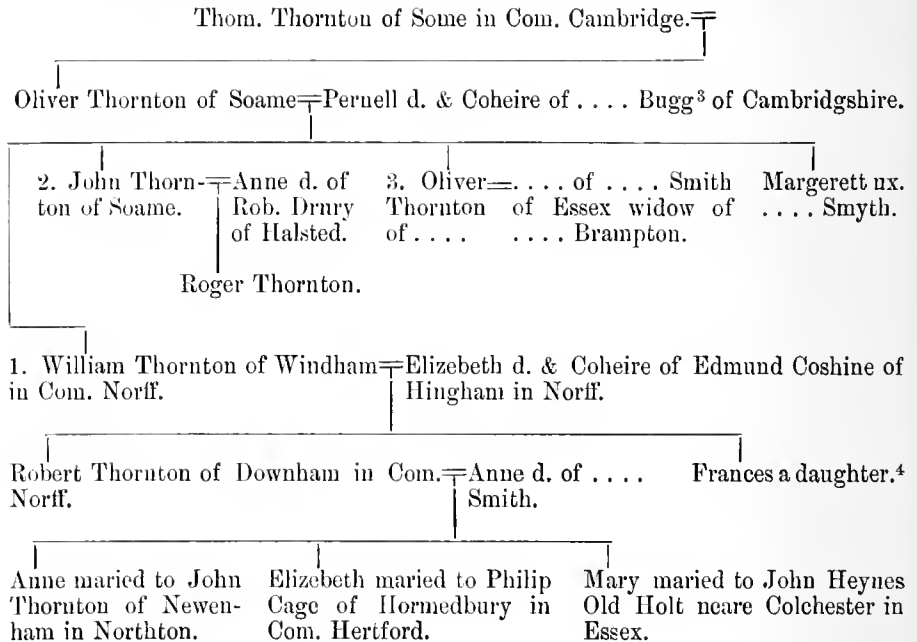 Thom. Thornton of Some in Com. Cambridge.
Oliver Thornton of Soame Pernell d. & Coheire of . . . . Bugg³ of Cambridgshire.
2. John Thorn-
ton of Soame.
Anne d. of
Rob. Drury
of Halsted.
3. Oliver=. . . . of . . . . Smith
Thornton of Essex widow of
of . . . . . . . . Brampton.
Margerett ux.
. . . . Smyth.
Roger Thornton.
1. William Thornton of Windham
in Com. Norff.
Elizebeth d. & Coheire of Edmund Coshine of
Hingham in Norff.
Robert Thornton of Downham in Com.
Norff.
Anne d. of . . . .
Smith.
Frances a daughter.⁴
Anne maried to John
Thornton of Newen-
ham in Northton.
Elizebeth maried to Philip
Cage of Hormedbury in
Com. Hertford.
Mary maried to John Heynes
Old Holt neare Colchester in
Essex.